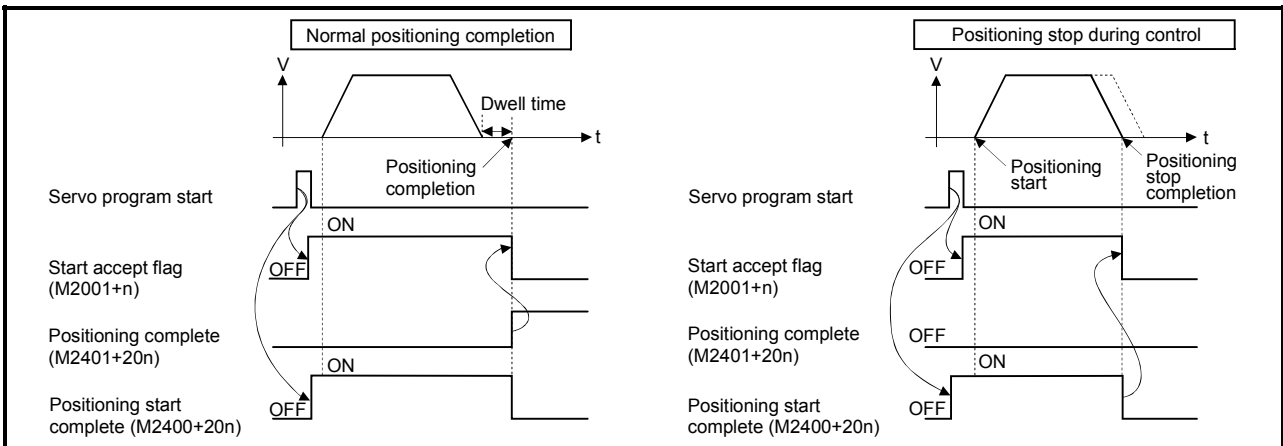 Normal positioning completion
V
Dwell time
t
Positioning
completion
Servo program start
ON
OFF
Start accept flag
(M2001+n)
Positioning complete
(M2401+20n)
ON
OFF
Positioning start
complete (M2400+20n)
Positioning stop during control
V
t
Positioning
start
Positioning
stop
completion
Servo program start
ON
OFF
Start accept flag
(M2001+n)
Positioning complete
(M2401+20n)
OFF
ON
OFF
Positioning start
complete (M2400+20n)